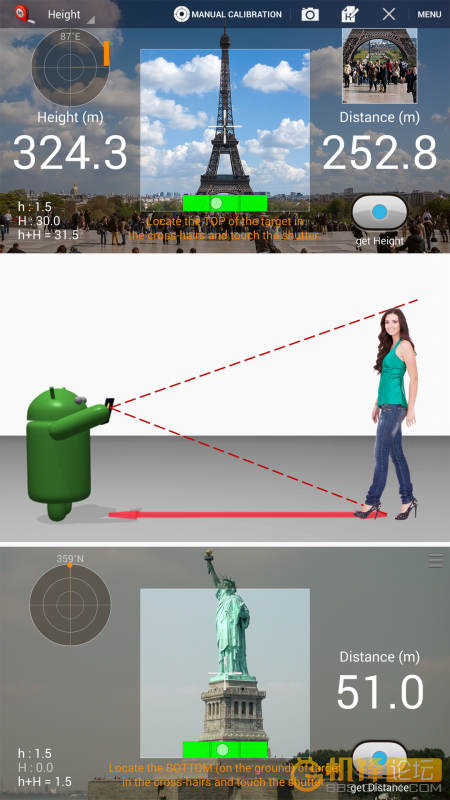 Height
MANUAL CALIBRATION
MENU
87°E
Height (m)
324.3
Distance (m)
252.8
h : 1.5
H : 30.0
h+H = 31.5
Locate the TOP of the target in
the cross-hairs and touch the shutter.
get Height
359°N
Distance (m)
51.0
h : 1.5
H : 0.0
h+H = 1.5
Locate the BOTTOM (on the ground) of target
in the cross-hairs and touch the shutter
get Distance
机锋论坛